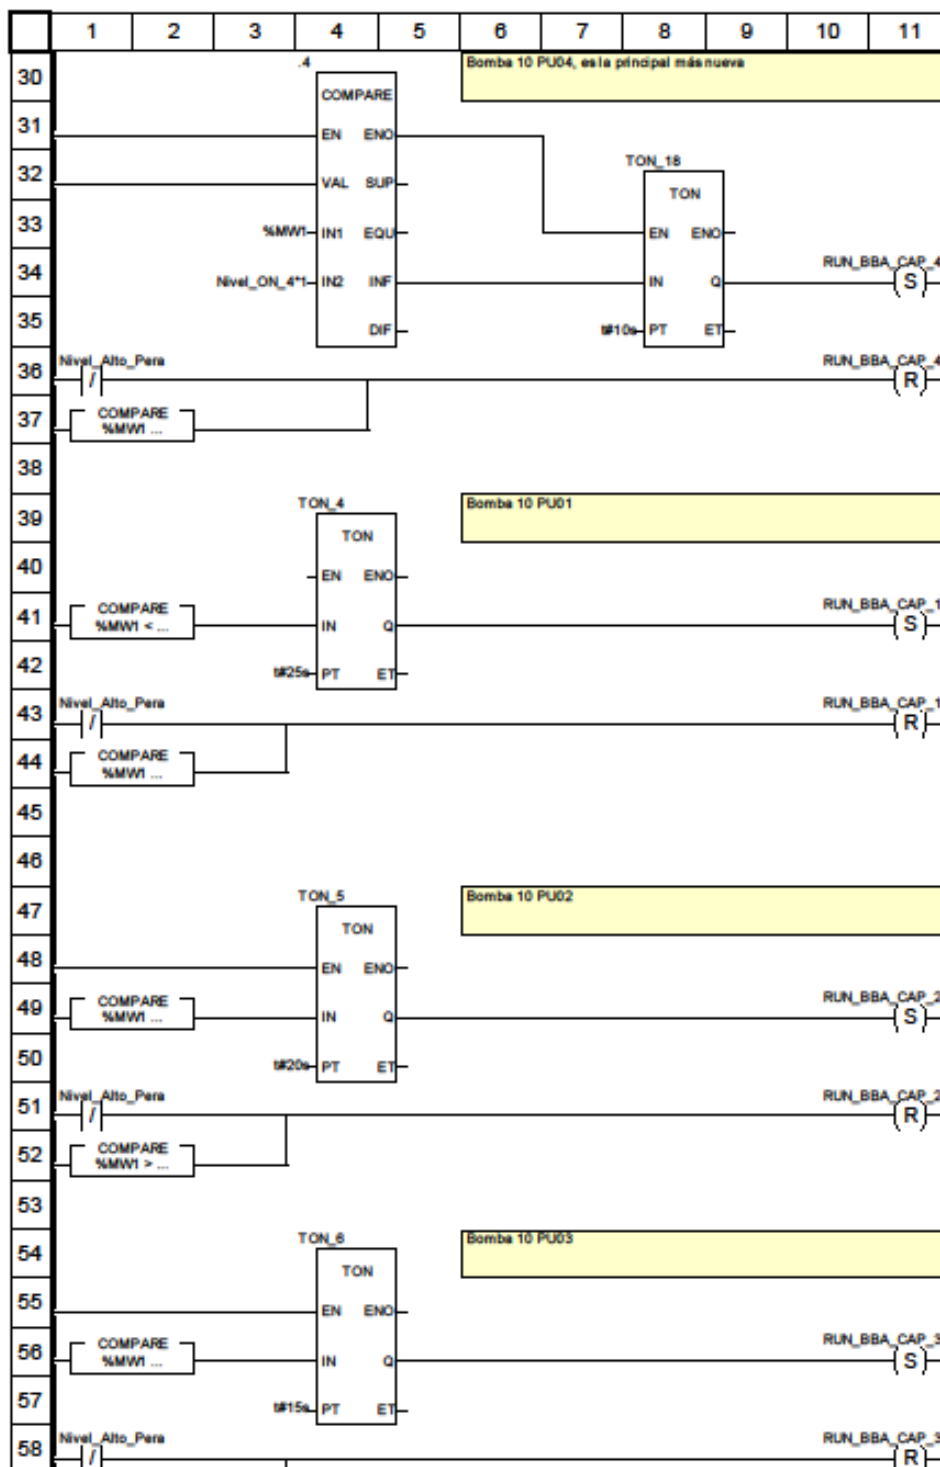 1 2 3 4 5 6 7 8 9 10 11
30 .4 Bomba 10 PU04, es la principal más nueva
COMPARE
31 EN ENO
TON_18
32 VAL SUP
TON
33 %MW1 IN1 EQU EN ENO
RUN_BBA_CAP_4
34 Nivel_ON_4*1 IN2 INF IN Q S
35 DIF t#10s PT ET
Nivel_Alto_Pera RUN_BBA_CAP_4
36 / R
COMPARE
37 %MW1 ...
38
TON_4 Bomba 10 PU01
39
TON
40 EN ENO
COMPARE RUN_BBA_CAP_1
41 %MW1 < ... IN Q S
42 t#25s PT ET
Nivel_Alto_Pera RUN_BBA_CAP_1
43 / R
COMPARE
44 %MW1 ...
45
46
TON_5 Bomba 10 PU02
47
TON
48 EN ENO
COMPARE RUN_BBA_CAP_2
49 %MW1 ... IN Q S
50 t#20s PT ET
Nivel_Alto_Pera RUN_BBA_CAP_2
51 / R
COMPARE
52 %MW1 > ...
53
TON_6 Bomba 10 PU03
54
TON
55 EN ENO
COMPARE RUN_BBA_CAP_3
56 %MW1 ... IN Q S
57 t#15s PT ET
Nivel_Alto_Pera RUN_BBA_CAP_3
58 / R